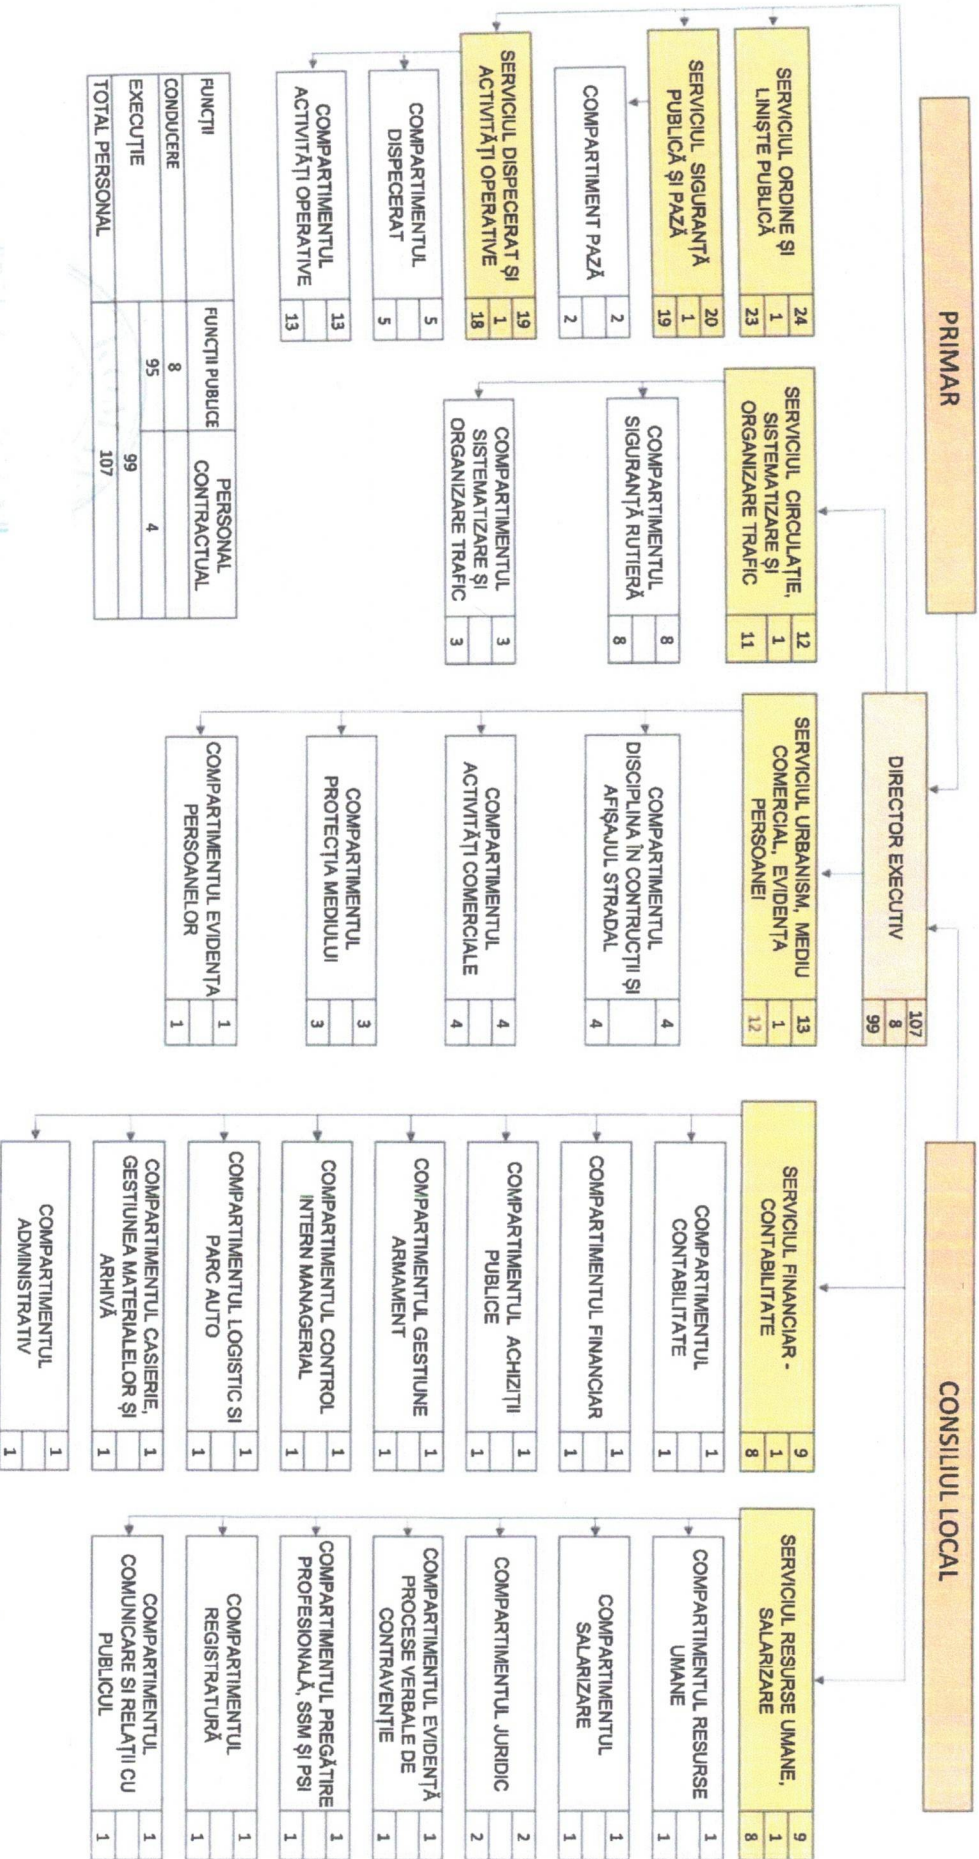 PRIMAR
CONSILIUL LOCAL
DIRECTOR EXECUTIV
107
8
99
SERVICIUL ORDINE ȘI
LINIȘTE PUBLICĂ
24
1
23
SERVICIUL SIGURANȚĂ
PUBLICĂ ȘI PAZĂ
20
1
19
COMPARTIMENT PAZĂ
2
2
SERVICIUL DISPECERAT ȘI
ACTIVITĂȚI OPERATIVE
19
1
18
COMPARTIMENTUL
DISPECERAT
5
5
COMPARTIMENTUL
ACTIVITĂȚI OPERATIVE
13
13
SERVICIUL CIRCULAȚIE,
SISTEMATIZARE ȘI
ORGANIZARE TRAFIC
12
1
11
COMPARTIMENTUL
SIGURANȚĂ RUTIERĂ
8
8
COMPARTIMENTUL
SISTEMATIZARE ȘI
ORGANIZARE TRAFIC
3
3
SERVICIUL URBANISM, MEDIU
COMERCIAL, EVIDENȚA
PERSOANEI
13
1
12
COMPARTIMENTUL
DISCIPLINA ÎN CONTRUCȚII ȘI
AFIȘAJUL STRADAL
4
4
COMPARTIMENTUL
ACTIVITĂȚI COMERCIALE
4
4
COMPARTIMENTUL
PROTECȚIA MEDIULUI
3
3
COMPARTIMENTUL EVIDENȚA
PERSOANELOR
1
1
SERVICIUL FINANCIAR -
CONTABILITATE
9
1
8
COMPARTIMENTUL
CONTABILITATE
1
1
COMPARTIMENTUL FINANCIAR
1
1
COMPARTIMENTUL ACHIZIȚII
PUBLICE
1
1
COMPARTIMENTUL GESTIUNE
ARMAMENT
1
1
COMPARTIMENTUL CONTROL
INTERN MANAGERIAL
1
1
COMPARTIMENTUL LOGISTIC SI
PARC AUTO
1
1
COMPARTIMENTUL CASIERIE,
GESTIUNEA MATERIALELOR ȘI
ARHIVĂ
1
1
COMPARTIMENTUL
ADMINISTRATIV
1
1
SERVICIUL RESURSE UMANE,
SALARIZARE
9
1
8
COMPARTIMENTUL RESURSE
UMANE
1
1
COMPARTIMENTUL
SALARIZARE
1
1
COMPARTIMENTUL JURIDIC
2
2
COMPARTIMENTUL EVIDENȚĂ
PROCESE VERBALE DE
CONTRAVENȚIE
1
1
COMPARTIMENTUL PREGĂTIRE
PROFESIONALĂ, SSM ȘI PSI
1
1
COMPARTIMENTUL
REGISTRATURĂ
1
1
COMPARTIMENTUL
COMUNICARE SI RELAȚII CU
PUBLICUL
1
1
FUNCȚII FUNCȚII PUBLICE PERSONAL
CONTRACTUAL
CONDUCERE 8
EXECUȚIE 95 4
99
TOTAL PERSONAL 107